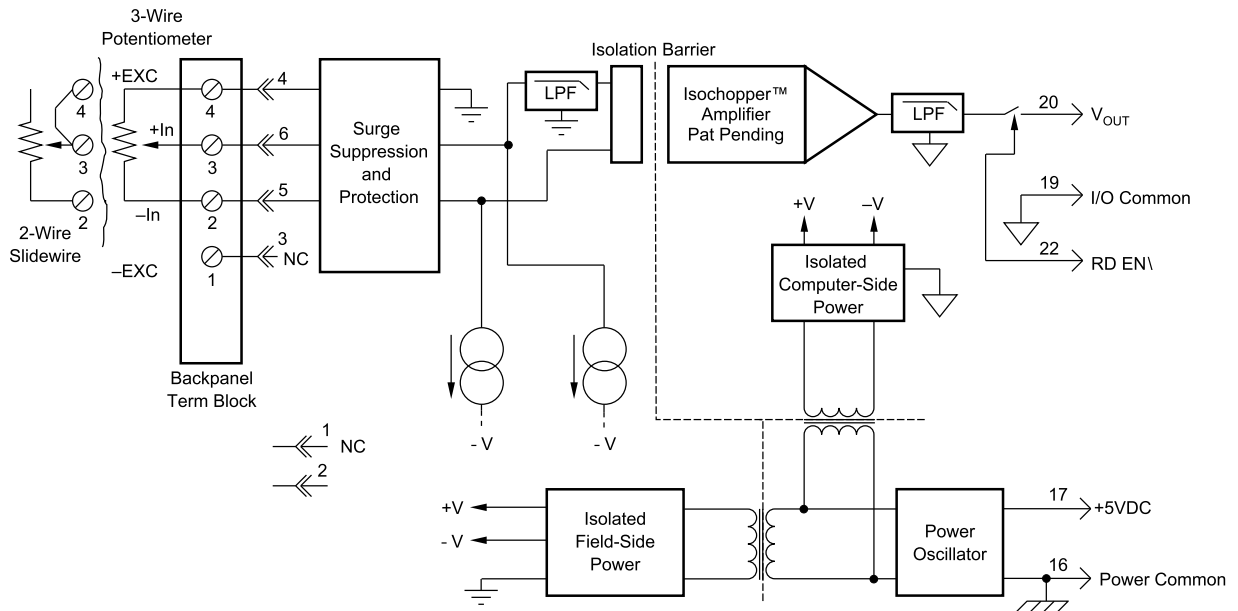 3-Wire
Potentiometer
+EXC
4
4
4
+In
6
3
3
5
–In
2
2
2-Wire
Slidewire
–EXC
3
NC
1
Backpanel
Term Block
1
NC
2
Surge
Suppression
and
Protection
LPF
Isolation Barrier
Isochopper™
Amplifier
Pat Pending
LPF
20
VOUT
19
I/O Common
22
RD EN\
+V
–V
Isolated
Computer-Side
Power
- V
- V
+V
- V
Isolated
Field-Side
Power
Power
Oscillator
17
+5VDC
16
Power Common